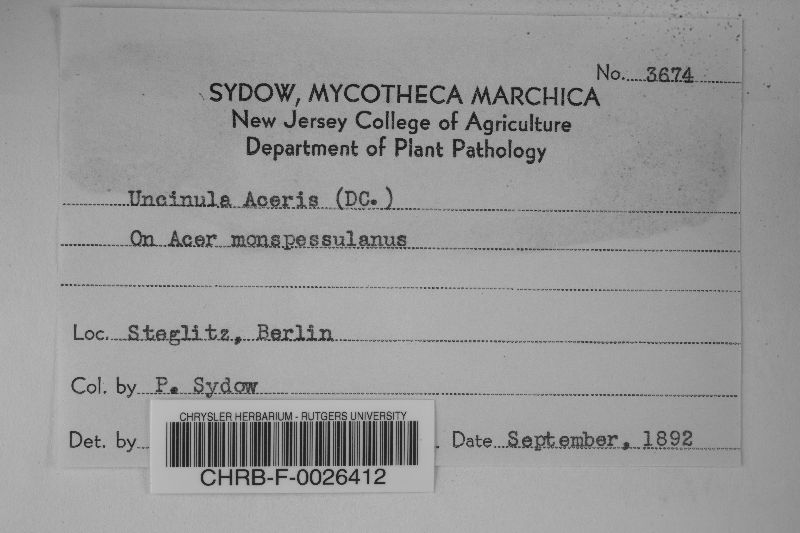 No. 3674
SYDOW, MYCOTHECA MARCHICA
New Jersey College of Agriculture
Department of Plant Pathology
Uncinula Aceris (DC.)
On Acer monspessulanus
Loc. Steglitz, Berlin
Col. by P. Sydow
Det. by
Date September, 1892
CHRYSLER HERBARIUM - RUTGERS UNIVERSITY
CHRB-F-0026412